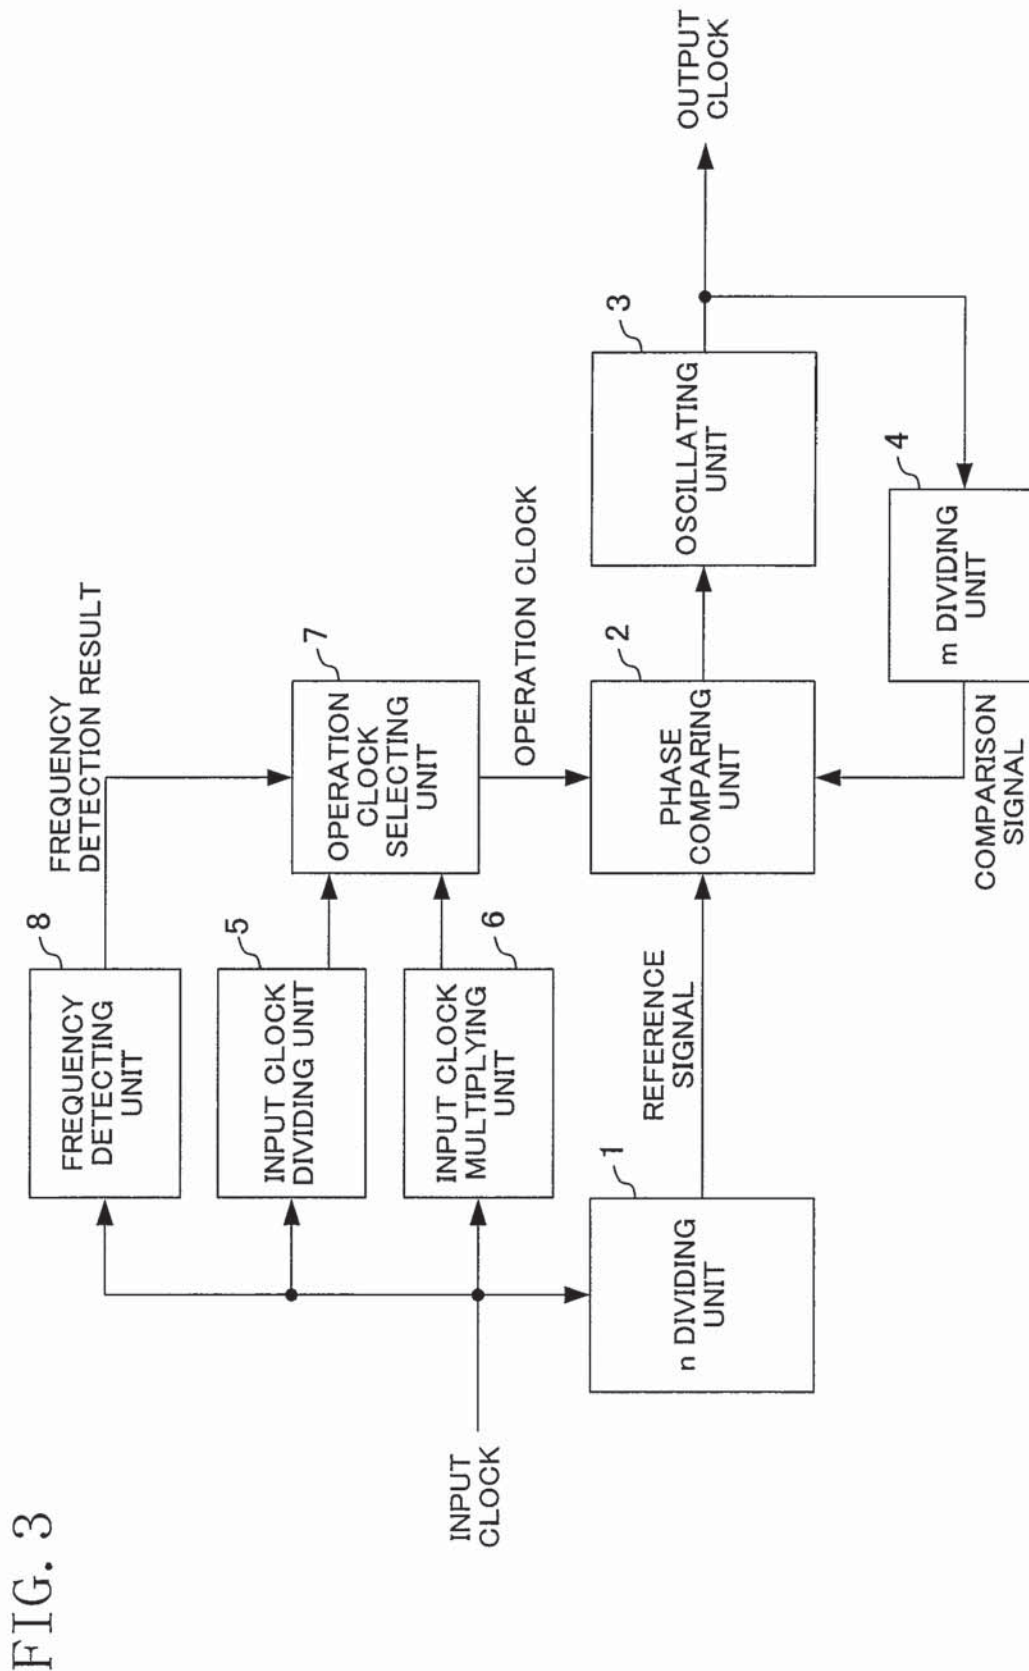 FIG. 3
INPUT
CLOCK
FREQUENCY
DETECTING
UNIT
8
FREQUENCY
DETECTION RESULT
INPUT CLOCK
DIVIDING UNIT
5
INPUT CLOCK
MULTIPLYING
UNIT
6
OPERATION
CLOCK
SELECTING
UNIT
7
OPERATION CLOCK
n DIVIDING
UNIT
1
REFERENCE
SIGNAL
PHASE
COMPARING
UNIT
2
OSCILLATING
UNIT
3
OUTPUT
CLOCK
m DIVIDING
UNIT
4
COMPARISON
SIGNAL